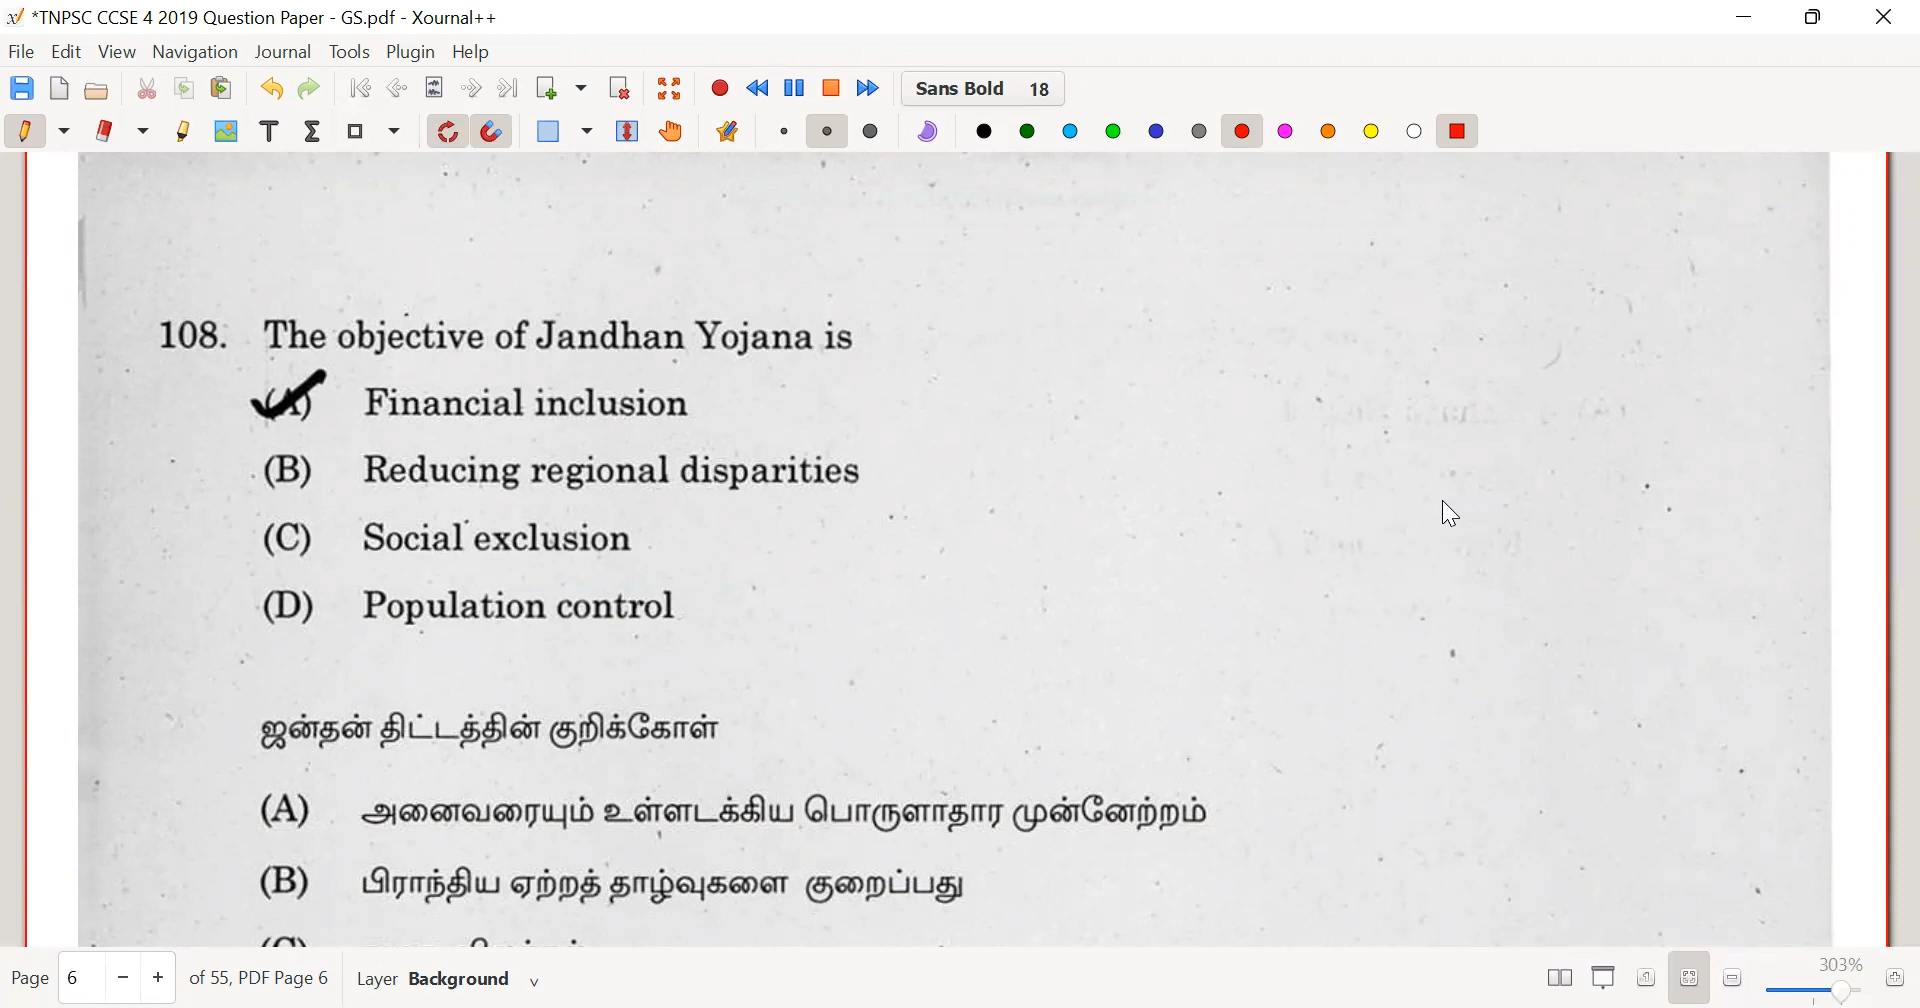 *TNPSC CCSE 4 2019 Question Paper - GS.pdf - Xournal++
File Edit View Navigation Journal Tools Plugin Help
Sans Bold 18
108. The objective of Jandhan Yojana is
(A) Financial inclusion
(B) Reducing regional disparities
(C) Social exclusion
(D) Population control
ஜன்தன் திட்டத்தின் குறிக்கோள்
(A) அனைவரையும் உள்ளடக்கிய பொருளாதார முன்னேற்றம்
(B) பிராந்திய ஏற்றத் தாழ்வுகளை குறைப்பது
Page 6 of 55, PDF Page 6 Layer Background 303%